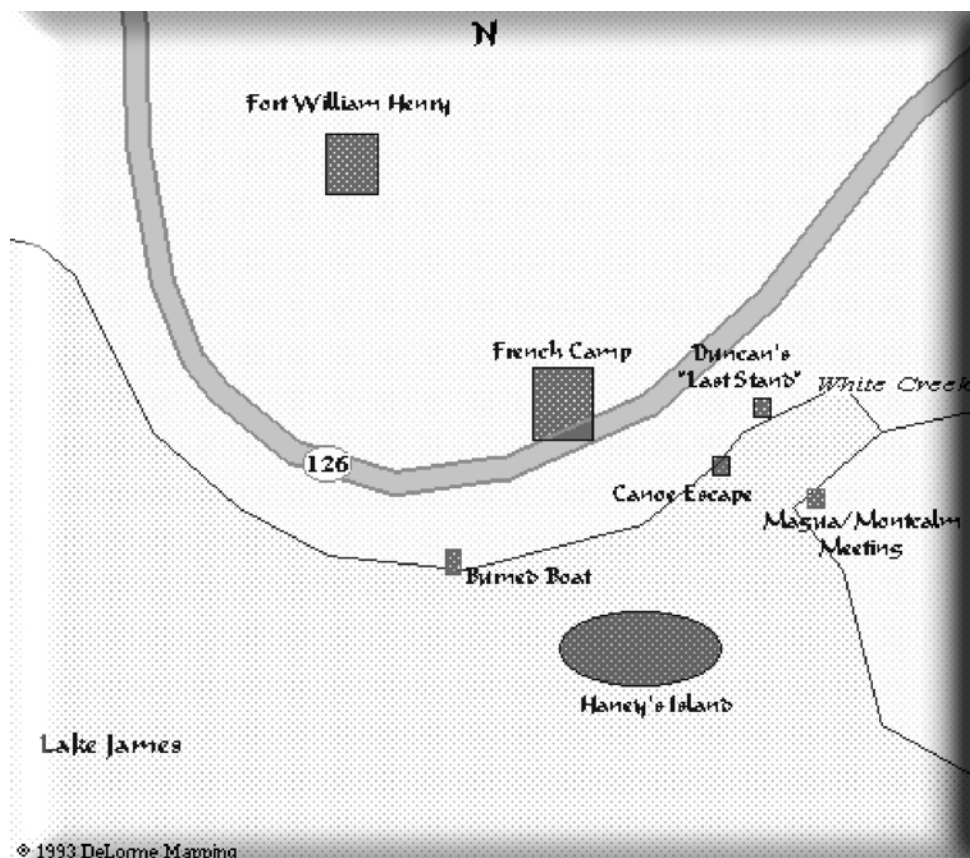 N
Fort William Henry
French Camp
Duncan's
"Last Stand"
White Creek
126
Canoe Escape
Magua/Montcalm
Meeting
Burned Boat
Haney's Island
Lake James
© 1993 DeLorme Mapping